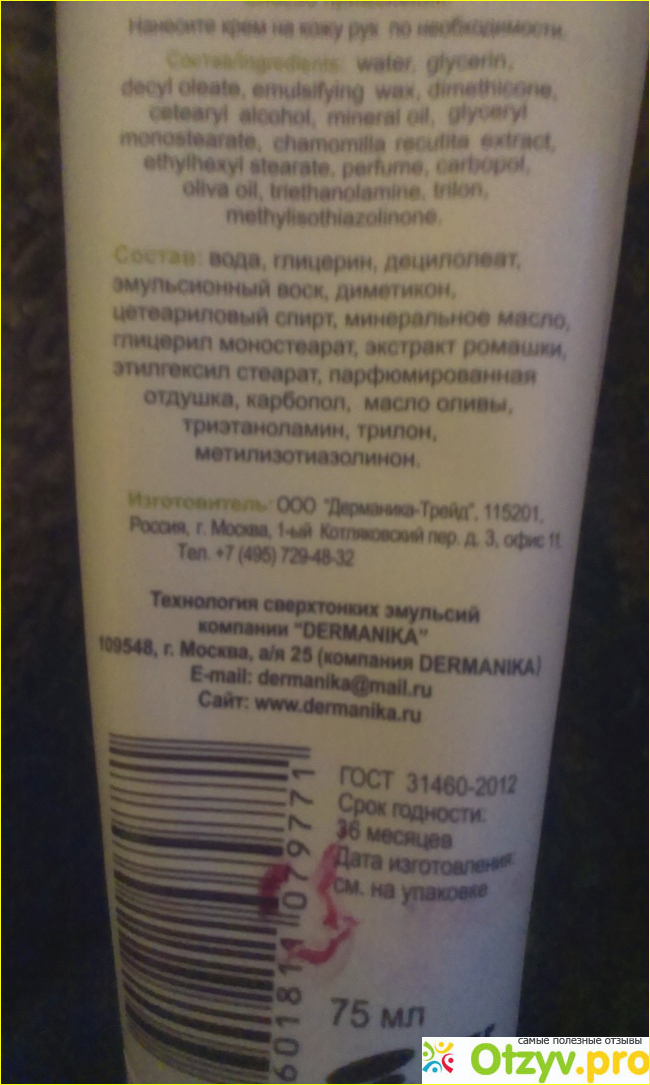 Нанесите крем на кожу рук по необходимости.
Состав/Ingredients: water, glycerin,
decyl oleate, emulsifying wax, dimethicone,
cetearyl alcohol, mineral oil, glyceryl
monostearate, chamomilla recutita extract,
ethylhexyl stearate, perfume, carbopol,
oliva oil, triethanolamine, trilon,
methylisothiazolinone.
Состав: вода, глицерин, децилолеат,
эмульсионный воск, диметикон,
цетеариловый спирт, минеральное масло,
глицерил моностеарат, экстракт ромашки,
этилгексил стеарат, парфюмированная
отдушка, карбопол, масло оливы,
триэтаноламин, трилон,
метилизотиазолинон.
Изготовитель: ООО "Дерманика-Трейд", 115201,
Россия, г. Москва, 1-ый Котляковский пер. д. 3, офис 11.
Тел. +7 (495) 729-48-32
Технология сверхтонких эмульсий
компании "DERMANIKA"
109548, г. Москва, а/я 25 (компания DERMANIKA)
E-mail: dermanika@mail.ru
Сайт: www.dermanika.ru
ГОСТ 31460-2012
Срок годности:
36 месяцев
Дата изготовления:
см. на упаковке
601811079771
75 мл
самые полезные отзывы
Otzyv.pro